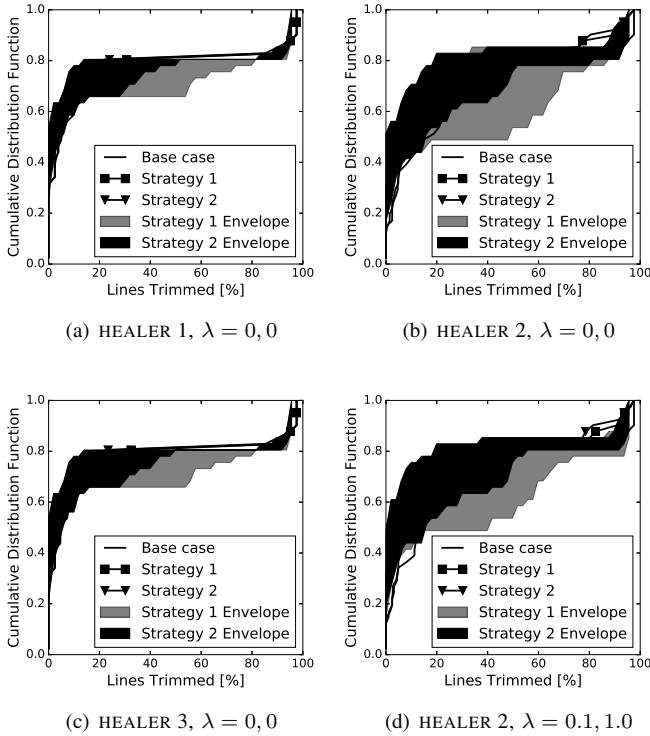 1.0
0.8
0.6
0.4
0.2
0.0
Cumulative Distribution Function
Base case
Strategy 1
Strategy 2
Strategy 1 Envelope
Strategy 2 Envelope
0 20 40 60 80 100
Lines Trimmed [%]
(a) HEALER 1, λ = 0, 0
1.0
0.8
0.6
0.4
0.2
0.0
Cumulative Distribution Function
Base case
Strategy 1
Strategy 2
Strategy 1 Envelope
Strategy 2 Envelope
0 20 40 60 80 100
Lines Trimmed [%]
(b) HEALER 2, λ = 0, 0
1.0
0.8
0.6
0.4
0.2
0.0
Cumulative Distribution Function
Base case
Strategy 1
Strategy 2
Strategy 1 Envelope
Strategy 2 Envelope
0 20 40 60 80 100
Lines Trimmed [%]
(c) HEALER 3, λ = 0, 0
1.0
0.8
0.6
0.4
0.2
0.0
Cumulative Distribution Function
Base case
Strategy 1
Strategy 2
Strategy 1 Envelope
Strategy 2 Envelope
0 20 40 60 80 100
Lines Trimmed [%]
(d) HEALER 2, λ = 0.1, 1.0